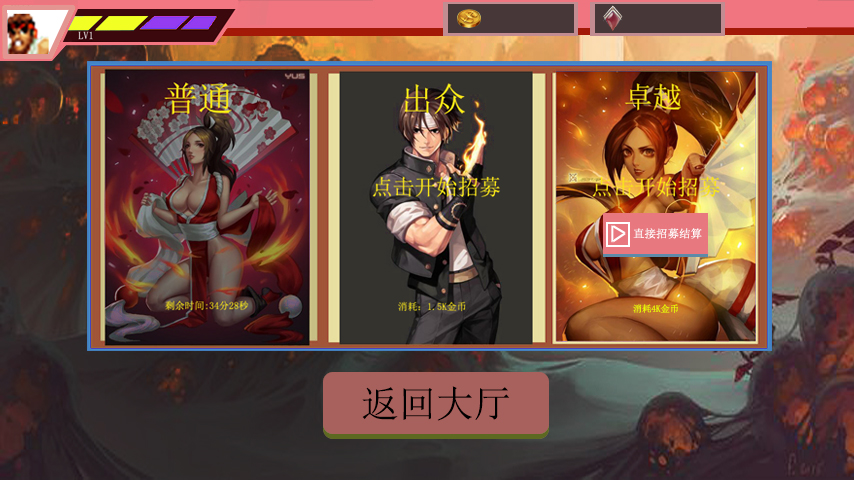 LV1
普通
YUS
出众
卓越
点击开始招募
点击开始招募
直接招募结算
剩余时间:34分28秒
消耗：1.5K金币
消耗4K金币
返回大厅